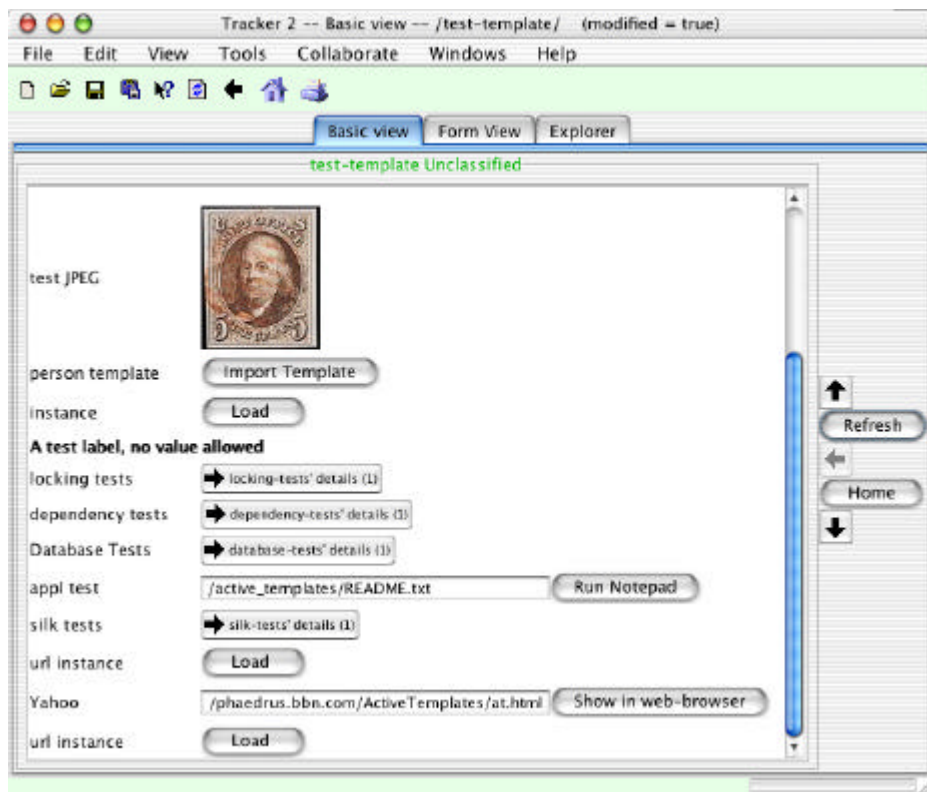 Tracker 2 -- Basic view -- /test-template/ (modified = true)
File Edit View Tools Collaborate Windows Help
Basic view Form View Explorer
test-template Unclassified
U S
5 5
test JPEG
person template Import Template
instance Load
Refresh
A test label, no value allowed
locking tests locking-tests' details (1)
Home
dependency tests dependency-tests' details (1)
Database Tests database-tests' details (1)
appl test /active_templates/README.txt Run Notepad
silk tests silk-tests' details (1)
url instance Load
Yahoo /phaedrus.bbn.com/ActiveTemplates/at.html Show in web-browser
url instance Load